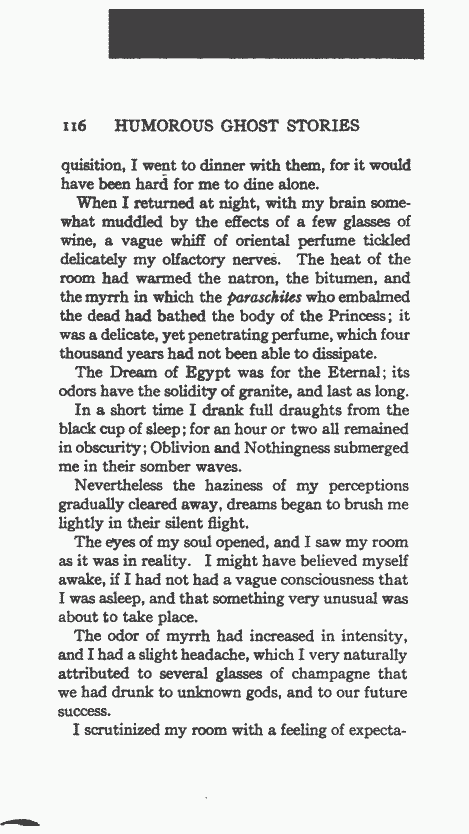 116 HUMOROUS GHOST STORIES
quisition, I went to dinner with them, for it would
have been hard for me to dine alone.
When I returned at night, with my brain some-
what muddled by the effects of a few glasses of
wine, a vague whiff of oriental perfume tickled
delicately my olfactory nerves. The heat of the
room had warmed the natron, the bitumen, and
the myrrh in which the paraschites who embalmed
the dead had bathed the body of the Princess; it
was a delicate, yet penetrating perfume, which four
thousand years had not been able to dissipate.
The Dream of Egypt was for the Eternal; its
odors have the solidity of granite, and last as long.
In a short time I drank full draughts from the
black cup of sleep; for an hour or two all remained
in obscurity; Oblivion and Nothingness submerged
me in their somber waves.
Nevertheless the haziness of my perceptions
gradually cleared away, dreams began to brush me
lightly in their silent flight.
The eyes of my soul opened, and I saw my room
as it was in reality. I might have believed myself
awake, if I had not had a vague consciousness that
I was asleep, and that something very unusual was
about to take place.
The odor of myrrh had increased in intensity,
and I had a slight headache, which I very naturally
attributed to several glasses of champagne that
we had drunk to unknown gods, and to our future
success.
I scrutinized my room with a feeling of expecta-